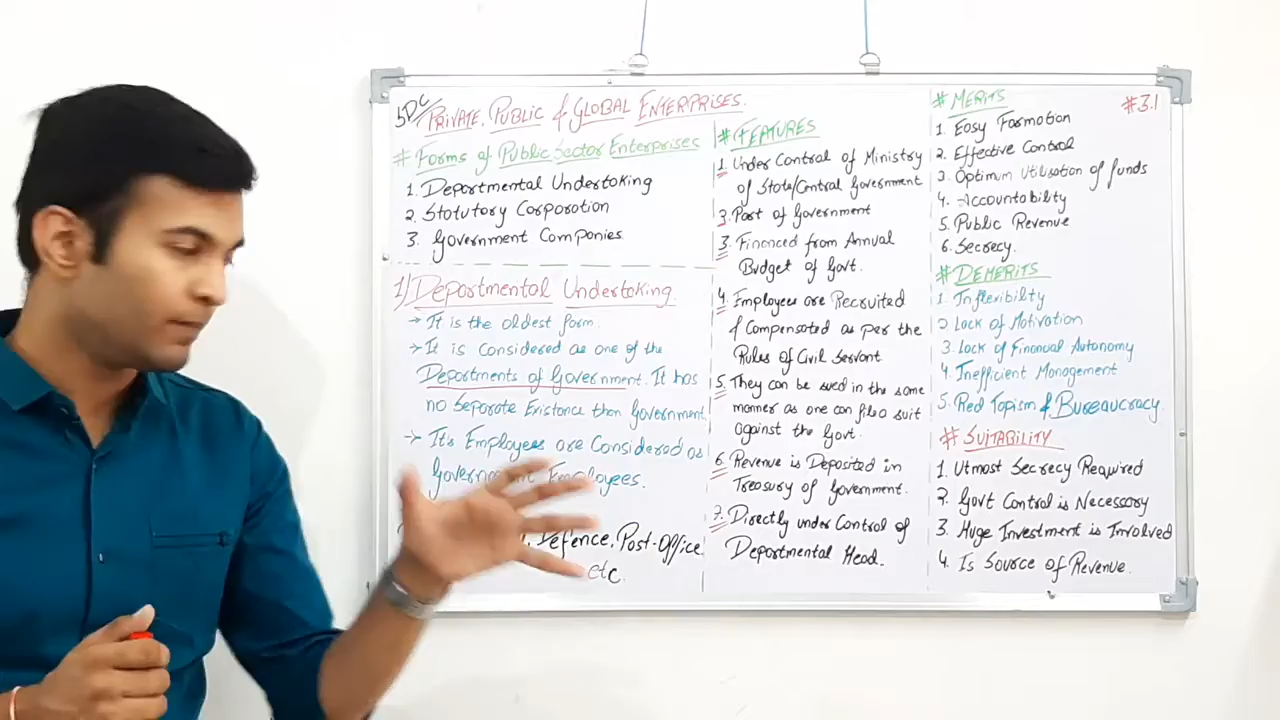 SDC/PRIVATE, PUBLIC & GLOBAL ENTERPRISES.
# Forms of Public Sector Enterprises
1. Departmental Undertaking
2. Statutory Corporation
3. Government Companies
1) Departmental Undertaking.
→ It is the oldest form.
→ It is considered as one of the
Departments of Government. It has
no Separate Existance than Government.
→ It's Employees are Considered as
Government Employees.
Defence, Post-Office
etc.
# FEATURES
1. Under Control of Ministry
of State/Central Government
2. Part of Government
3. Financed from Annual
Budget of Govt.
4. Employees are Recruited
& Compensated as per the
Rules of Civil Servant
5. They can be sued in the same
manner as one can file a suit
against the Govt.
6. Revenue is Deposited in
Treasury of Government.
7. Directly under Control of
Departmental Head.
# MERITS
#3.1
1. Easy Formation
2. Effective Control
3. Optimum Utilisation of funds
4. Accountability
5. Public Revenue
6. Secrecy.
# DEMERITS
1. Inflexibilty
2. Lack of Motivation
3. Lack of Financial Autonomy
4. Inefficient Management
5. Red Tapism & Bureaucracy.
# SUITABILITY
1. Utmost Secrecy Required
2. Govt Control is Necessary
3. Huge Investment is Involved
4. Is Source of Revenue.